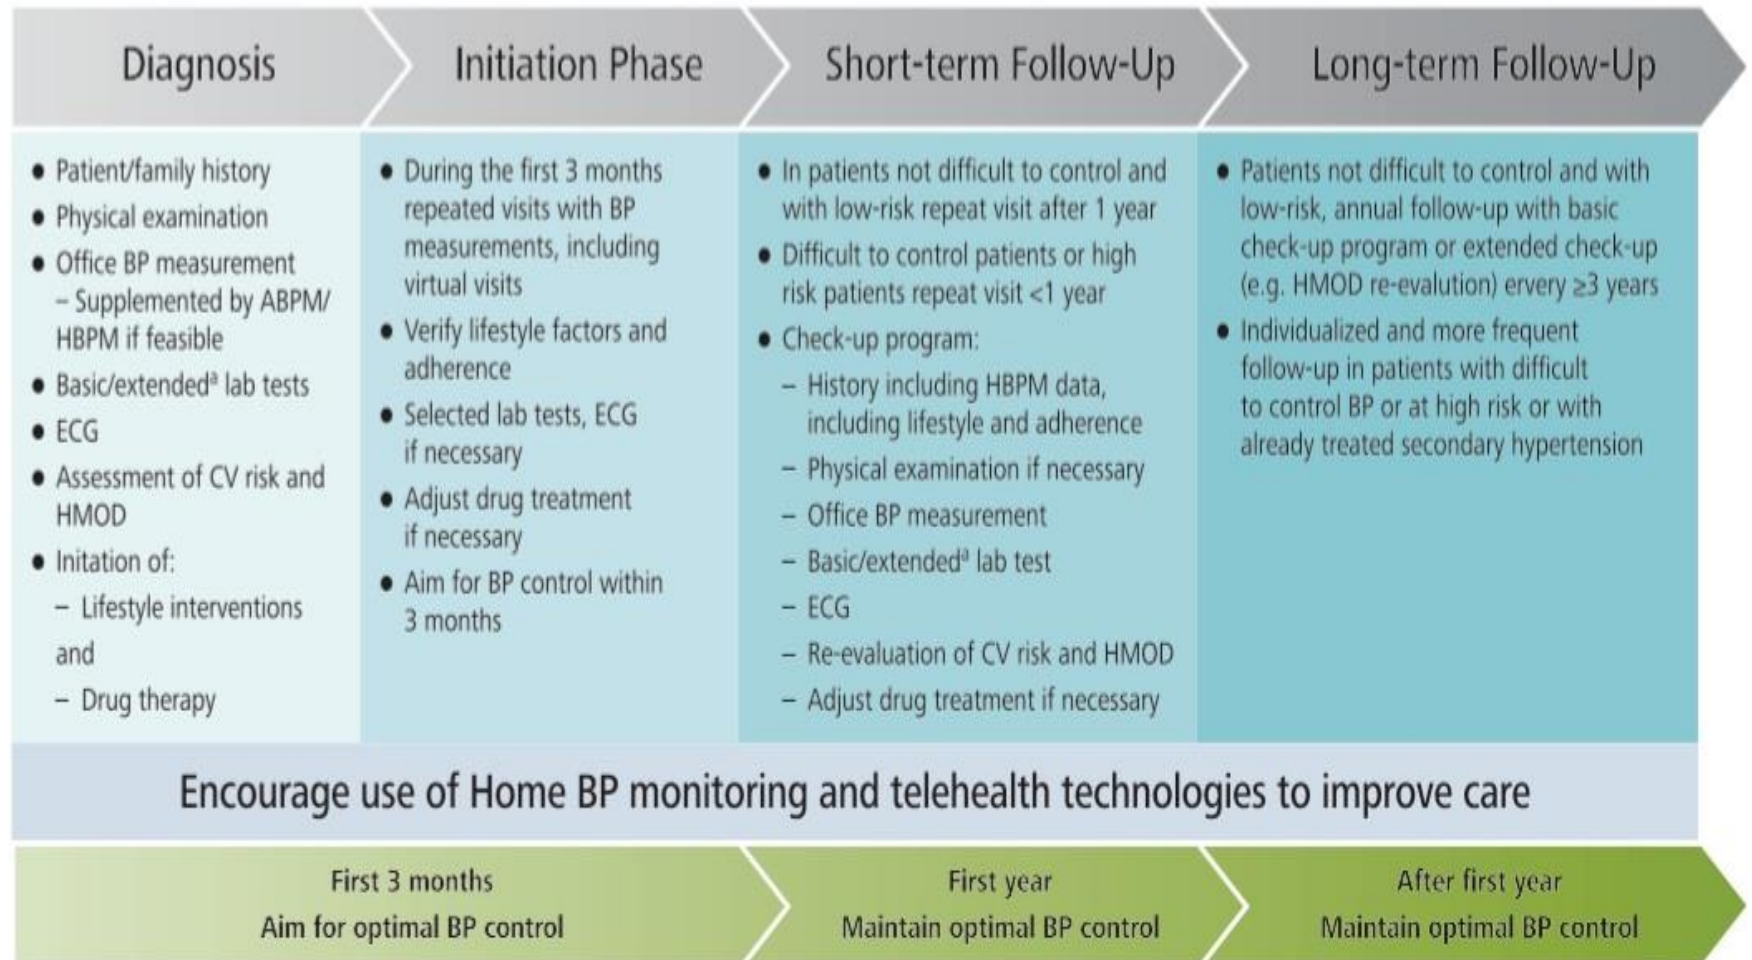 Diagnosis
Initiation Phase
Short-term Follow-Up
Long-term Follow-Up
● Patient/family history
● Physical examination
● Office BP measurement
– Supplemented by ABPM/
HBPM if feasible
● Basic/extendedª lab tests
● ECG
● Assessment of CV risk and
HMOD
● Initation of:
– Lifestyle interventions
and
– Drug therapy
● During the first 3 months
repeated visits with BP
measurements, including
virtual visits
● Verify lifestyle factors and
adherence
● Selected lab tests, ECG
if necessary
● Adjust drug treatment
if necessary
● Aim for BP control within
3 months
● In patients not difficult to control and
with low-risk repeat visit after 1 year
● Difficult to control patients or high
risk patients repeat visit <1 year
● Check-up program:
– History including HBPM data,
including lifestyle and adherence
– Physical examination if necessary
– Office BP measurement
– Basic/extendedª lab test
– ECG
– Re-evaluation of CV risk and HMOD
– Adjust drug treatment if necessary
● Patients not difficult to control and with
low-risk, annual follow-up with basic
check-up program or extended check-up
(e.g. HMOD re-evalution) ervery ≥3 years
● Individualized and more frequent
follow-up in patients with difficult
to control BP or at high risk or with
already treated secondary hypertension
Encourage use of Home BP monitoring and telehealth technologies to improve care
First 3 months
Aim for optimal BP control
First year
Maintain optimal BP control
After first year
Maintain optimal BP control